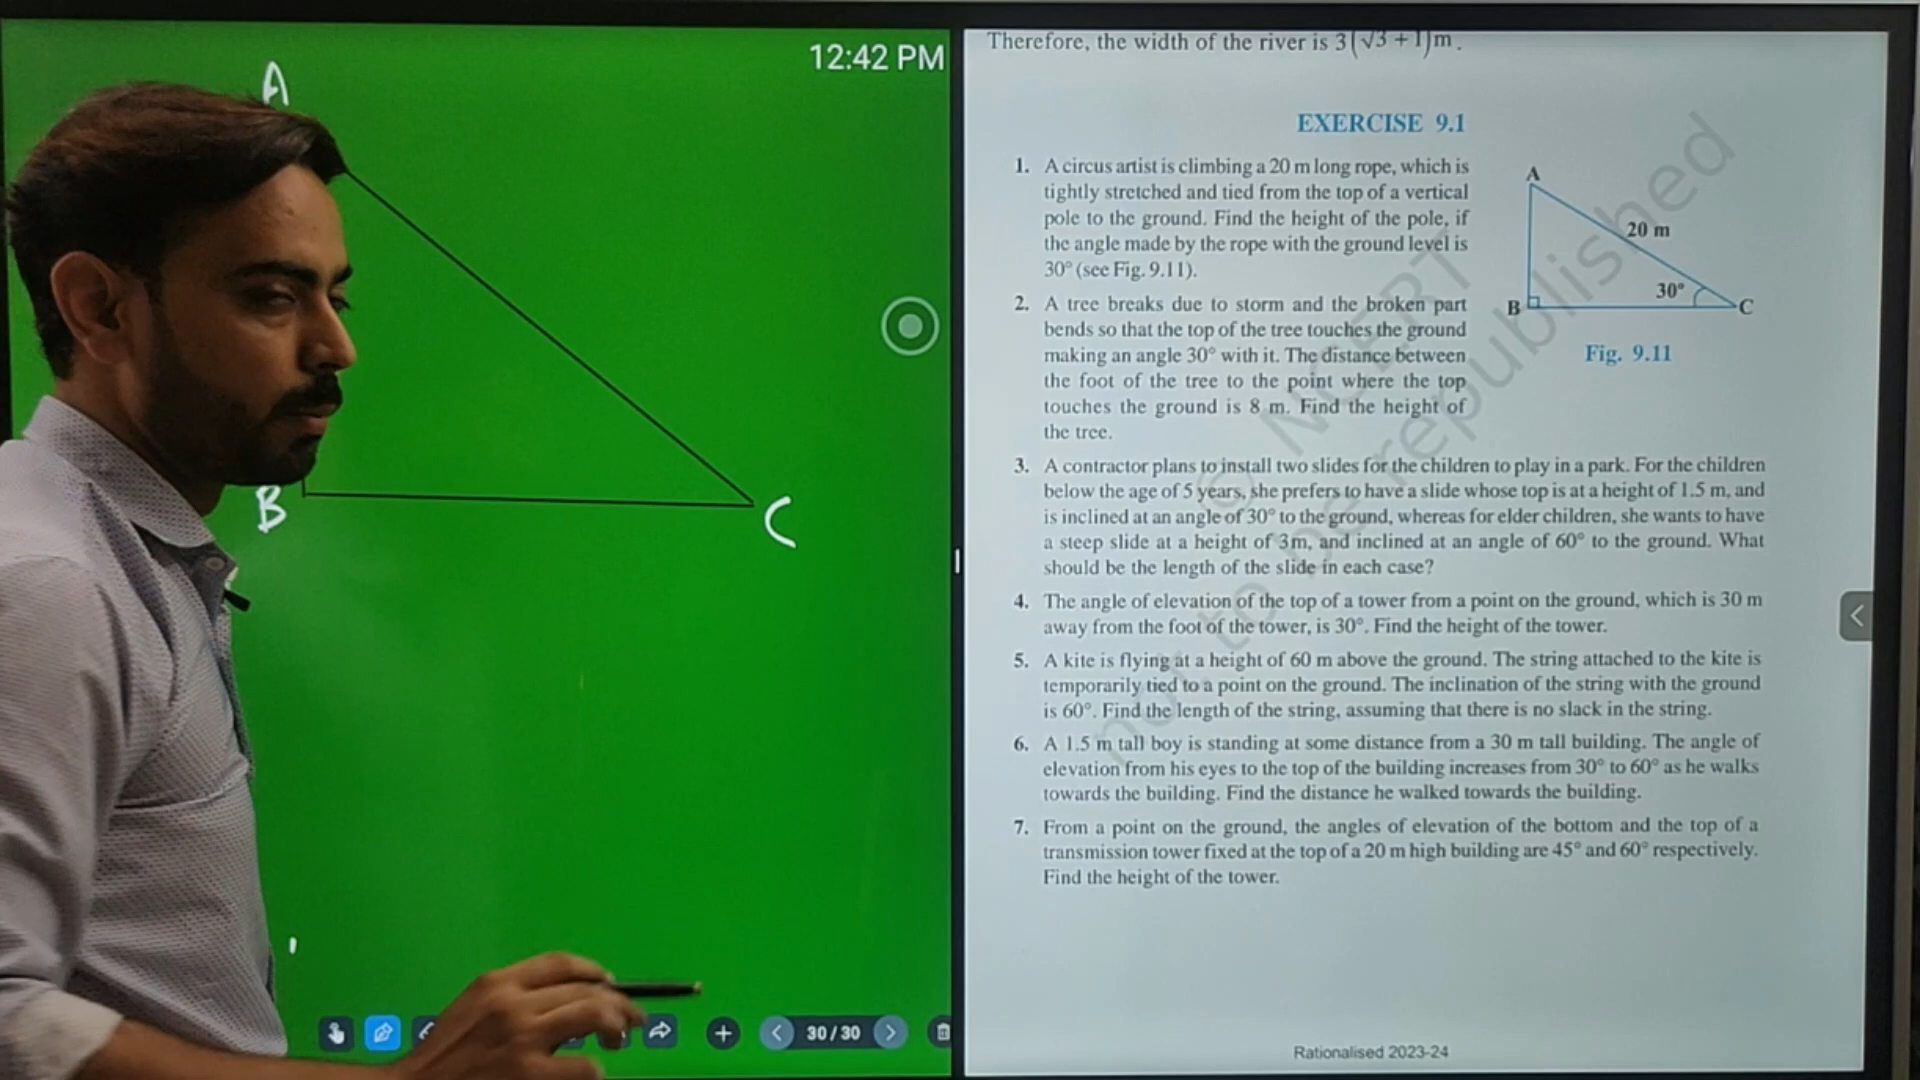 12:42 PM
A
B
C
30/30
Therefore, the width of the river is 3(√3 + 1)m.
EXERCISE 9.1
1. A circus artist is climbing a 20 m long rope, which is
tightly stretched and tied from the top of a vertical
pole to the ground. Find the height of the pole, if
the angle made by the rope with the ground level is
30° (see Fig. 9.11).
A
20 m
30°
B
C
Fig. 9.11
2. A tree breaks due to storm and the broken part
bends so that the top of the tree touches the ground
making an angle 30° with it. The distance between
the foot of the tree to the point where the top
touches the ground is 8 m. Find the height of
the tree.
3. A contractor plans to install two slides for the children to play in a park. For the children
below the age of 5 years, she prefers to have a slide whose top is at a height of 1.5 m, and
is inclined at an angle of 30° to the ground, whereas for elder children, she wants to have
a steep slide at a height of 3m, and inclined at an angle of 60° to the ground. What
should be the length of the slide in each case?
4. The angle of elevation of the top of a tower from a point on the ground, which is 30 m
away from the foot of the tower, is 30°. Find the height of the tower.
5. A kite is flying at a height of 60 m above the ground. The string attached to the kite is
temporarily tied to a point on the ground. The inclination of the string with the ground
is 60°. Find the length of the string, assuming that there is no slack in the string.
6. A 1.5 m tall boy is standing at some distance from a 30 m tall building. The angle of
elevation from his eyes to the top of the building increases from 30° to 60° as he walks
towards the building. Find the distance he walked towards the building.
7. From a point on the ground, the angles of elevation of the bottom and the top of a
transmission tower fixed at the top of a 20 m high building are 45° and 60° respectively.
Find the height of the tower.
© NCERT
not to be republished
Rationalised 2023-24